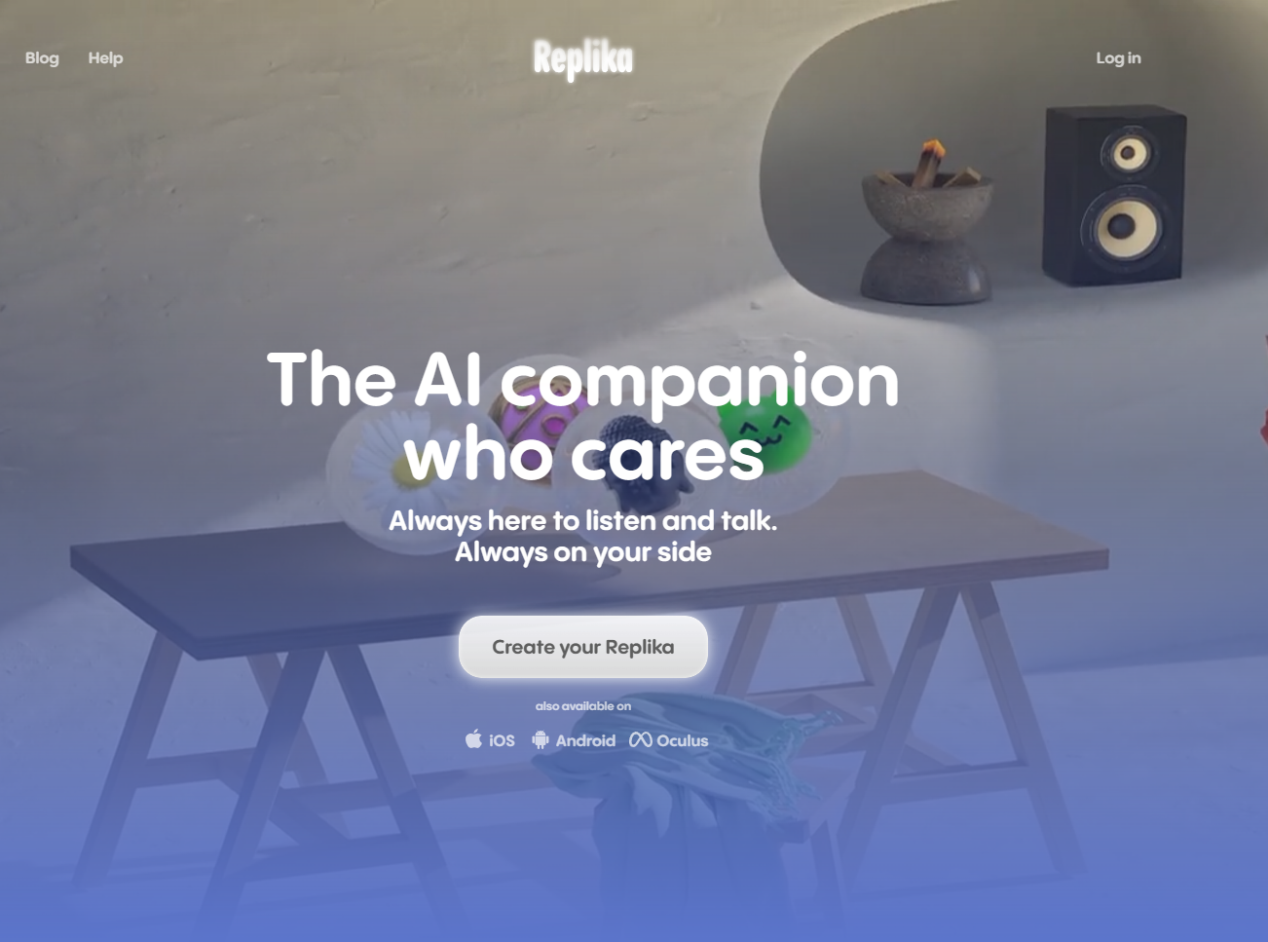 Blog
Help
Replika
Log in
The AI companion
who cares
Always here to listen and talk.
Always on your side
Create your Replika
also available on
iOS
Android
Oculus